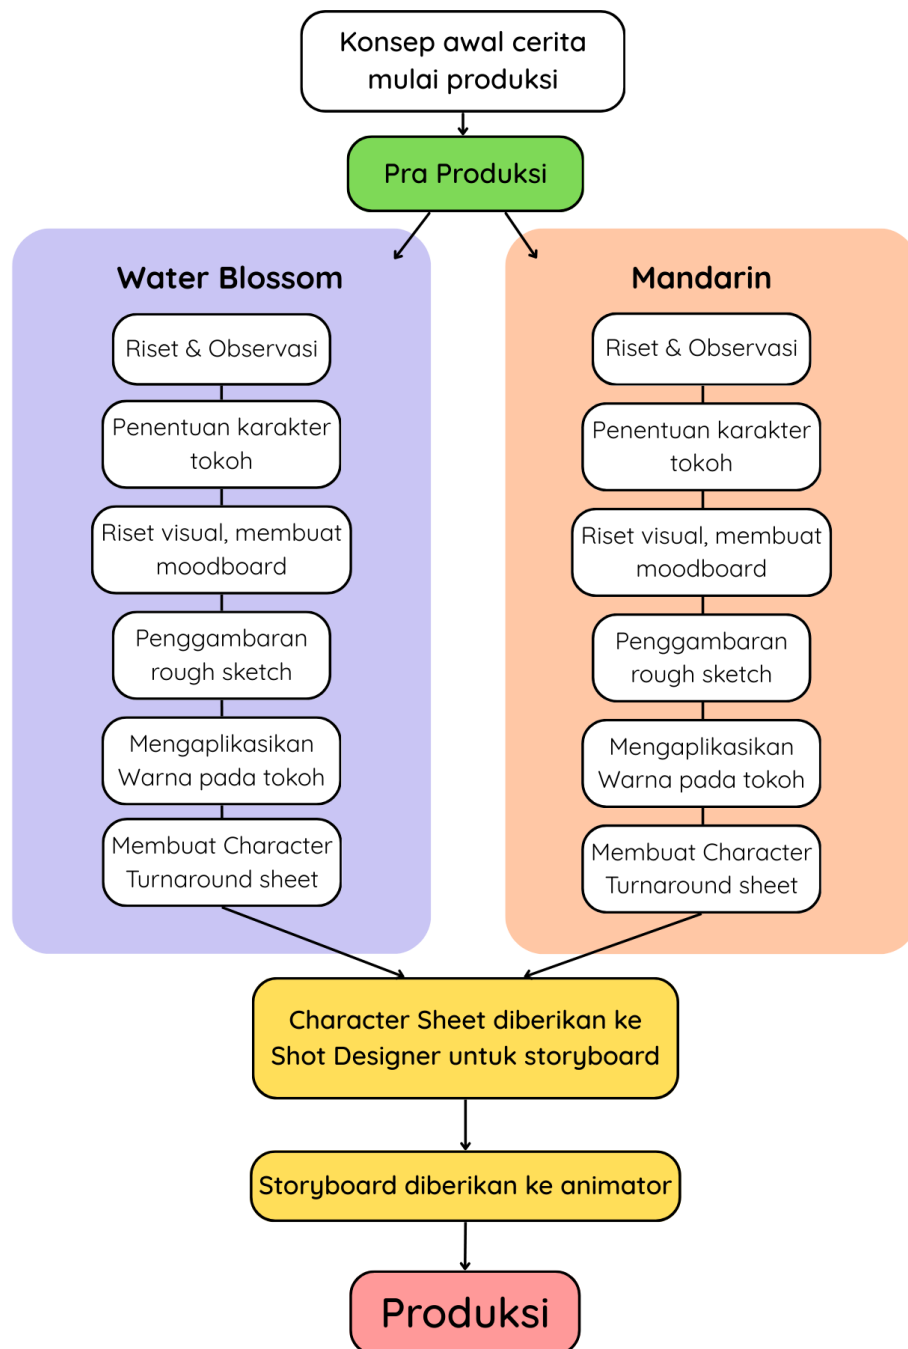 Konsep awal cerita
mulai produksi
Pra Produksi
Water Blossom
Riset & Observasi
Penentuan karakter
tokoh
Riset visual, membuat
moodboard
Penggambaran
rough sketch
Mengaplikasikan
Warna pada tokoh
Membuat Character
Turnaround sheet
Mandarin
Riset & Observasi
Penentuan karakter
tokoh
Riset visual, membuat
moodboard
Penggambaran
rough sketch
Mengaplikasikan
Warna pada tokoh
Membuat Character
Turnaround sheet
Character Sheet diberikan ke
Shot Designer untuk storyboard
Storyboard diberikan ke animator
Produksi